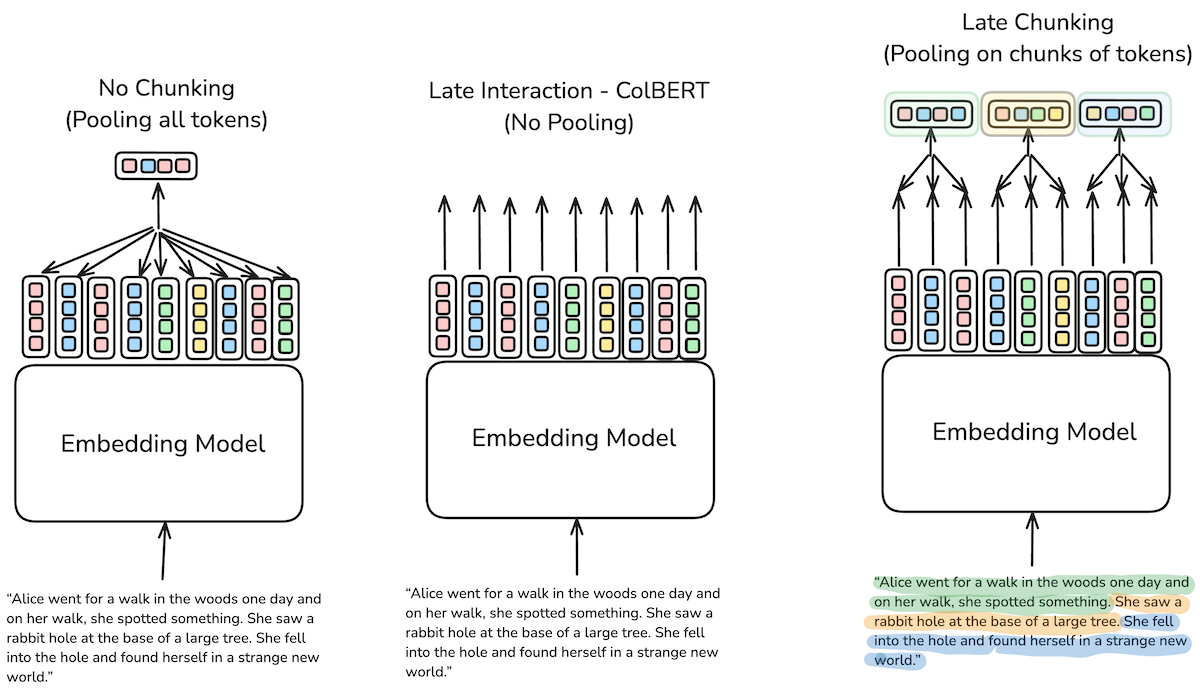 No Chunking
(Pooling all tokens)
Embedding Model
“Alice went for a walk in the woods one day and
on her walk, she spotted something. She saw a
rabbit hole at the base of a large tree. She fell
into the hole and found herself in a strange new
world.”
Late Interaction - ColBERT
(No Pooling)
Embedding Model
“Alice went for a walk in the woods one day and
on her walk, she spotted something. She saw a
rabbit hole at the base of a large tree. She fell
into the hole and found herself in a strange new
world.”
Late Chunking
(Pooling on chunks of tokens)
Embedding Model
“Alice went for a walk in the woods one day and
on her walk, she spotted something. She saw a
rabbit hole at the base of a large tree. She fell
into the hole and found herself in a strange new
world.”